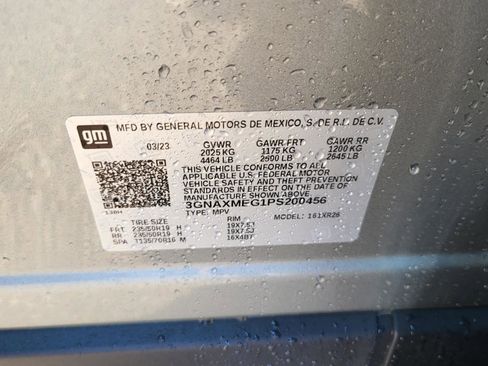 gm MFD BY GENERAL MOTORS DE MEXICO, S. DE R.L. DE C.V.
03/23 GVWR GAWR FRT GAWR RR
2025 KG 1175 KG 1200 KG
4464 LB 2590 LB 2645 LB
THIS VEHICLE CONFORMS TO ALL
APPLICABLE U.S. FEDERAL MOTOR
VEHICLE SAFETY AND THEFT PREVENTION
STANDARDS IN EFFECT ON THE DATE OF
MANUFACTURE SHOWN ABOVE.
3GNAXMEG1PS200456
TYPE: MPV MODEL: 161XR26
TIRE SIZE RIM
FRT 235/50R19 H 19X7.5J
RR 235/50R19 H 19X7.5J
SPA T135/70R16 M 16X4BT